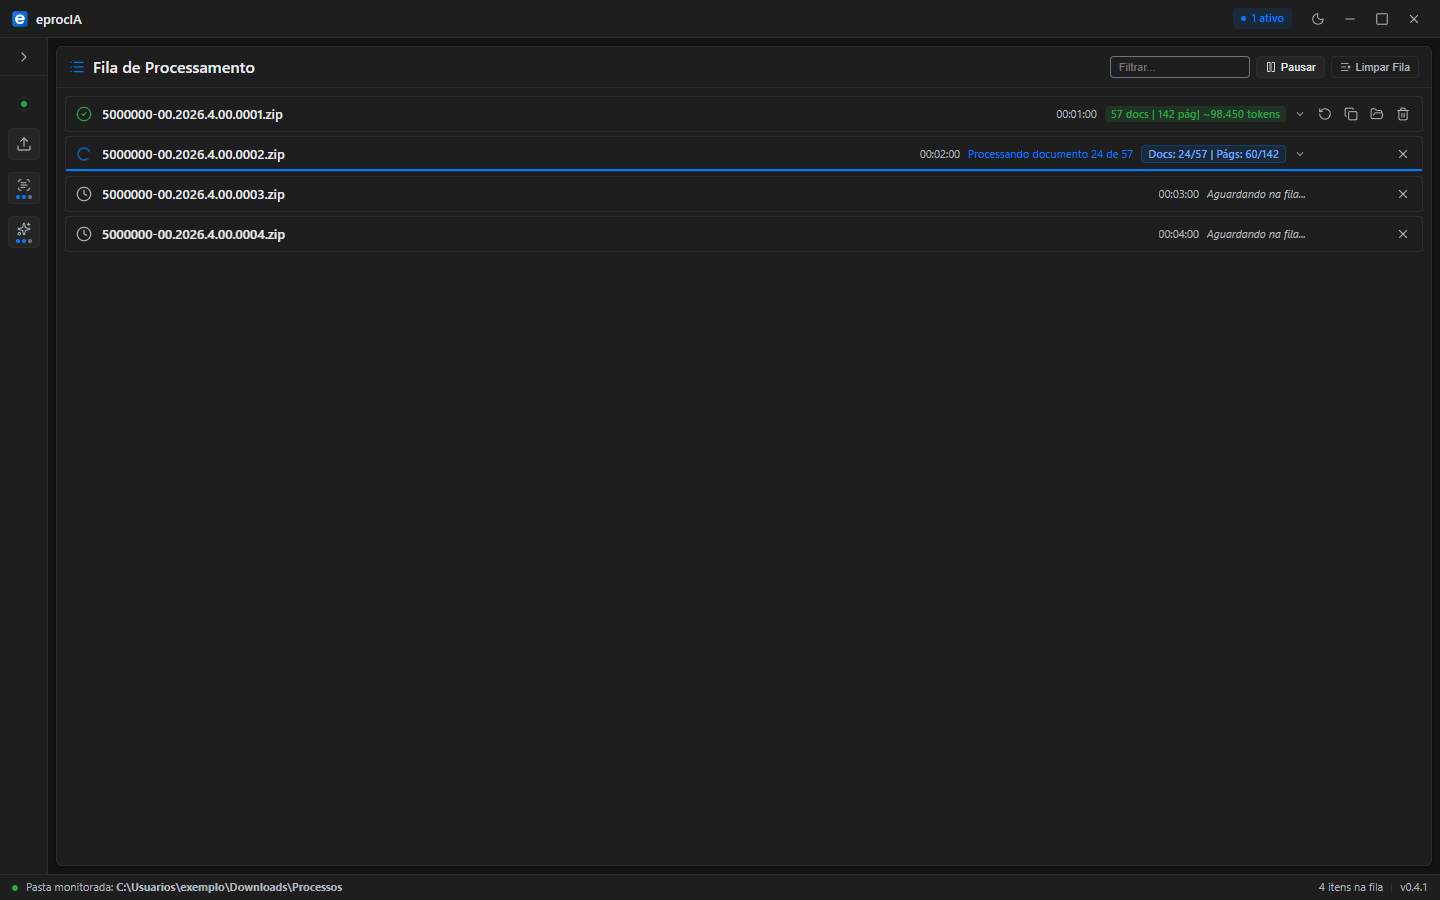 e eprocIA 1 ativo
Fila de Processamento Filtrar... Pausar Limpar Fila
5000000-00.2026.4.00.0001.zip 00:01:00 57 docs | 142 pág| ~98.450 tokens
5000000-00.2026.4.00.0002.zip 00:02:00 Processando documento 24 de 57 Docs: 24/57 | Págs: 60/142
5000000-00.2026.4.00.0003.zip 00:03:00 Aguardando na fila...
5000000-00.2026.4.00.0004.zip 00:04:00 Aguardando na fila...
Pasta monitorada: C:\Usuarios\exemplo\Downloads\Processos 4 itens na fila v0.4.1